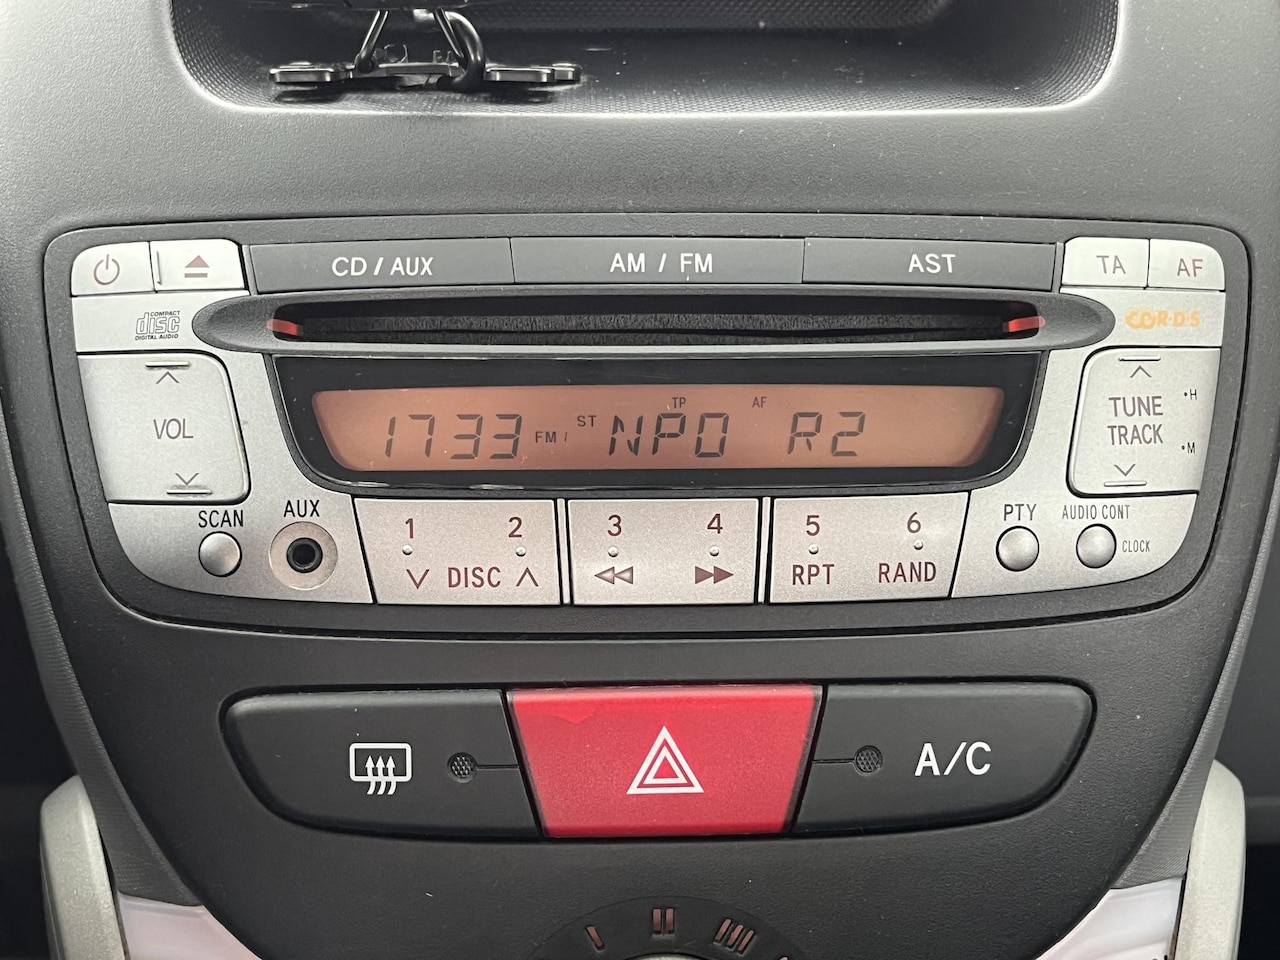 CD / AUX
AM / FM
AST
TA
AF
COMPACT
disc
DIGITAL AUDIO
VOL
TP
AF
1733 FM 1 ST NPO R2
TUNE
TRACK
•H
•M
SCAN
AUX
1
2
3
4
5
6
DISC
RPT
RAND
PTY
AUDIO CONT
CLOCK
A/C